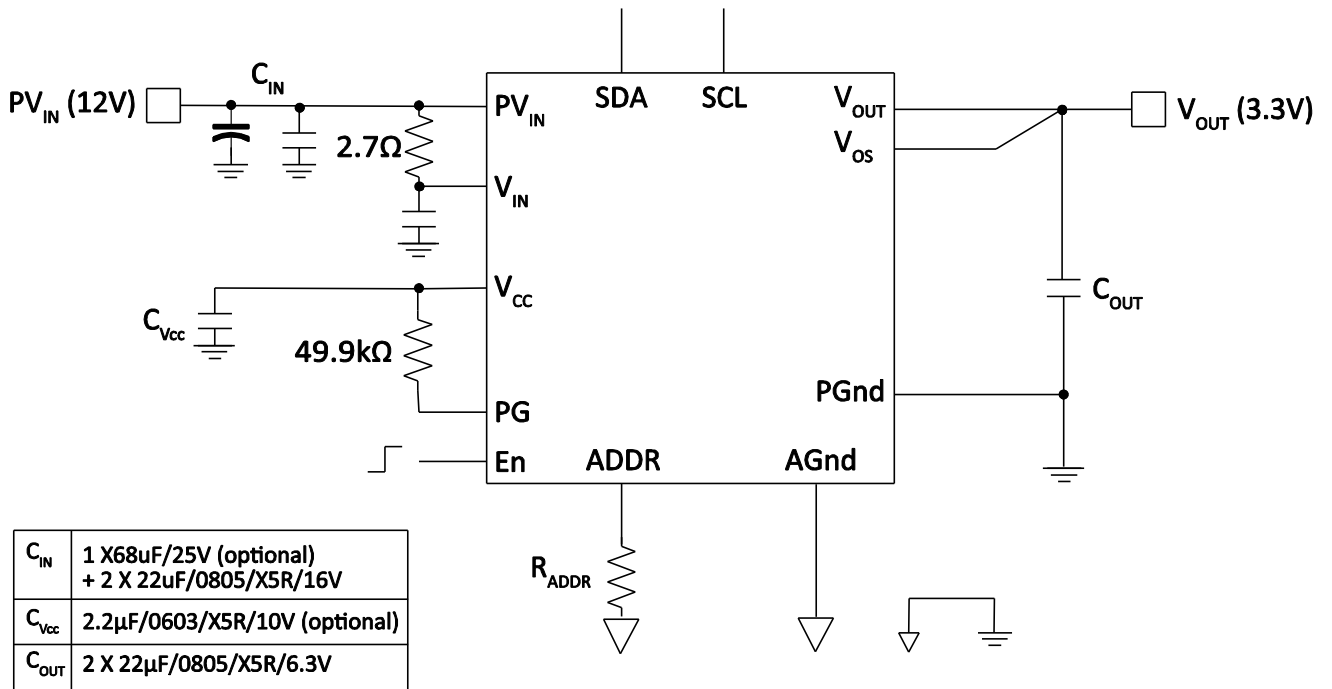 SDA
SCL
C_IN
PV_IN (12V)
PV_IN
V_OUT
V_OUT (3.3V)
2.7Ω
V_OS
V_IN
V_CC
C_OUT
C_Vcc
49.9kΩ
PGnd
PG
En
ADDR
AGnd
R_ADDR
C_IN 1 X68uF/25V (optional)
+ 2 X 22uF/0805/X5R/16V
C_Vcc 2.2µF/0603/X5R/10V (optional)
C_OUT 2 X 22µF/0805/X5R/6.3V